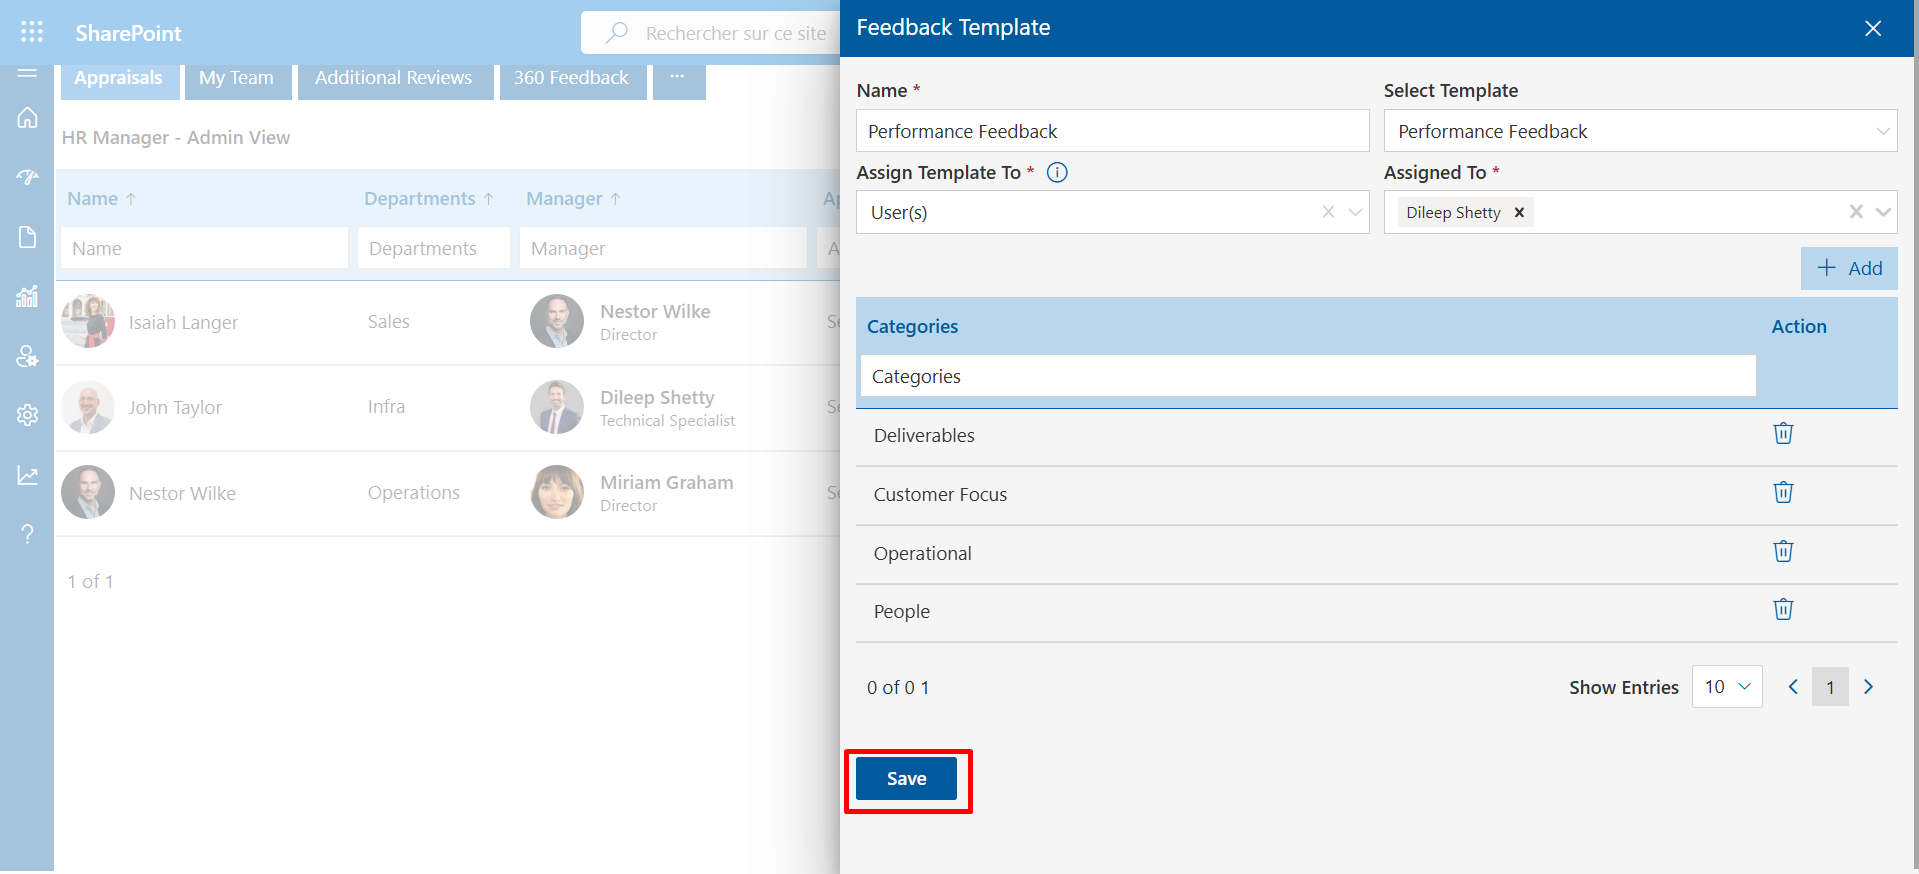 SharePoint
Rechercher sur ce site
Appraisals
My Team
Additional Reviews
360 Feedback
...
HR Manager - Admin View
Name ↑
Departments ↑
Manager ↑
Name
Departments
Manager
Isaiah Langer
Sales
Nestor Wilke
Director
John Taylor
Infra
Dileep Shetty
Technical Specialist
Nestor Wilke
Operations
Miriam Graham
Director
1 of 1
Feedback Template
Name *
Select Template
Performance Feedback
Performance Feedback
Assign Template To *
Assigned To *
User(s)
Dileep Shetty
+ Add
Categories
Action
Categories
Deliverables
Customer Focus
Operational
People
0 of 0 1
Show Entries
10
1
Save